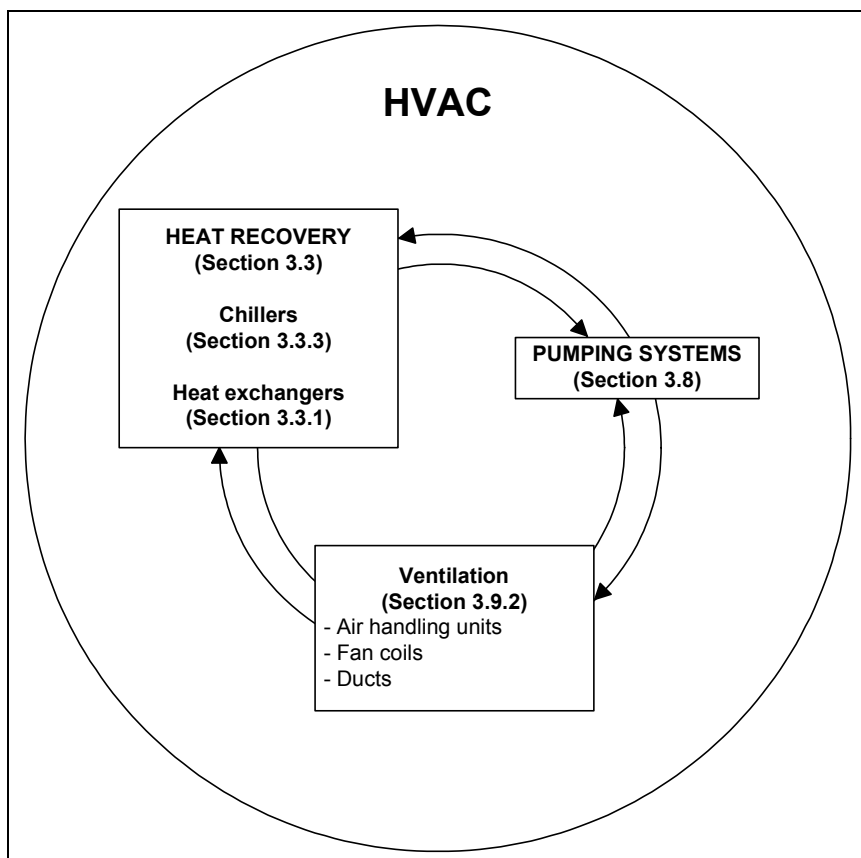 HVAC
HEAT RECOVERY
(Section 3.3)
Chillers
(Section 3.3.3)
Heat exchangers
(Section 3.3.1)
PUMPING SYSTEMS
(Section 3.8)
Ventilation
(Section 3.9.2)
- Air handling units
- Fan coils
- Ducts